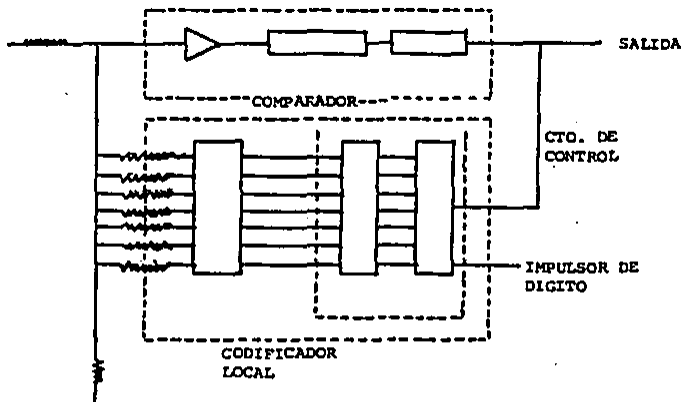 SALIDA
COMPARADOR
CTO. DE
CONTROL
IMPULSOR DE
DIGITO
CODIFICADOR
LOCAL